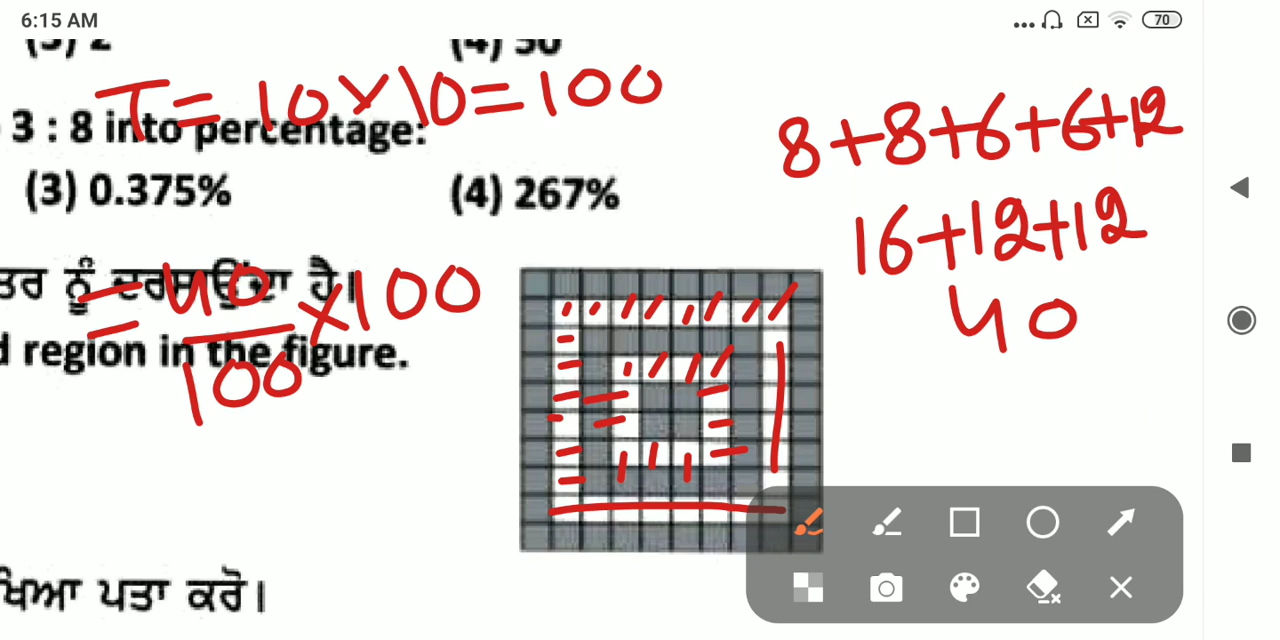 6:15 AM 70
(3) 2 (4) 50
T = 10 × 10 = 100
3 : 8 into percentage:
(3) 0.375% (4) 267%
8+8+6+6+12
16+12+12
40
ਤਰ ਨੂੰ ਦਰਸਾਉਂਦਾ ਹੈ।
= 40/100 × 100
d region in the figure.
ਖਿਆ ਪਤਾ ਕਰੋ।